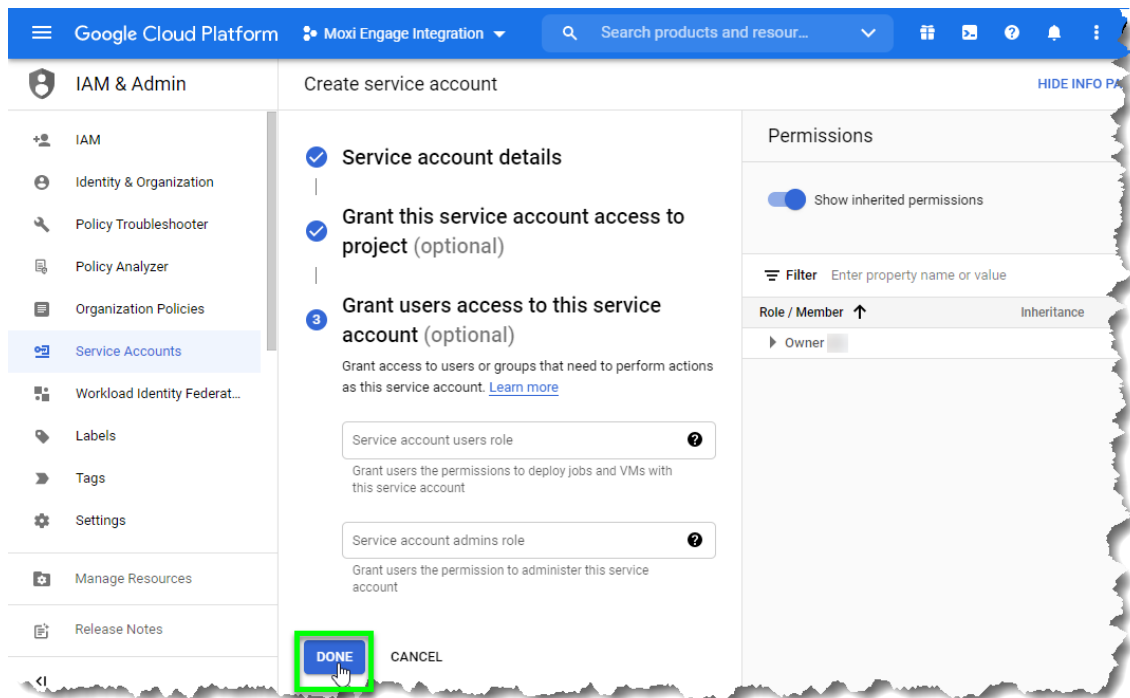 Google Cloud Platform
Moxi Engage Integration
Search products and resour...
IAM & Admin
Create service account
HIDE INFO PA
IAM
Identity & Organization
Policy Troubleshooter
Policy Analyzer
Organization Policies
Service Accounts
Workload Identity Federat...
Labels
Tags
Settings
Manage Resources
Release Notes
Service account details
Grant this service account access to
project (optional)
3
Grant users access to this service
account (optional)
Grant access to users or groups that need to perform actions
as this service account. Learn more
Service account users role
Grant users the permissions to deploy jobs and VMs with
this service account
Service account admins role
Grant users the permission to administer this service
account
DONE
CANCEL
Permissions
Show inherited permissions
Filter Enter property name or value
Role / Member
Inheritance
Owner